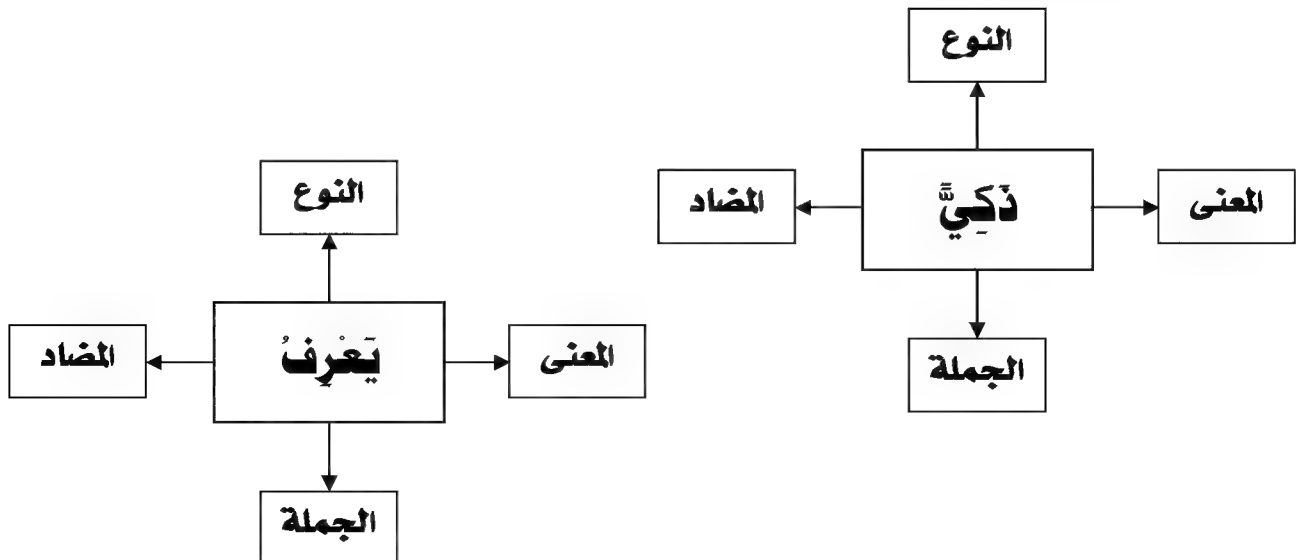 النوع
المعنى
ذَكِيٌّ
المضاد
الجملة
النوع
المعنى
يَعْرِفُ
المضاد
الجملة